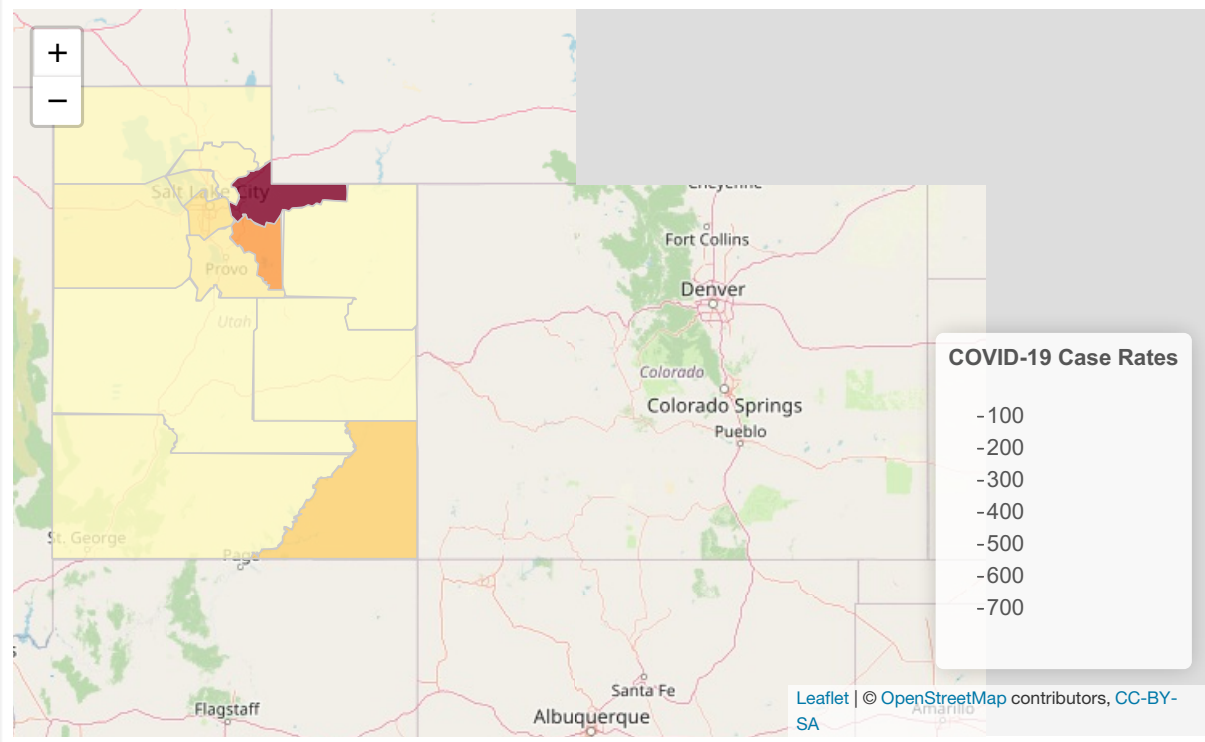 +
−
Salt Lake City
Cheyenne
Fort Collins
Provo
Denver
Utah
COVID-19 Case Rates
Colorado
-100
Colorado Springs
-200
Pueblo
-300
-400
-500
St. George
Page
-600
-700
Santa Fe
Flagstaff
Albuquerque
Amarillo
Leaflet | © OpenStreetMap contributors, CC-BY-
SA